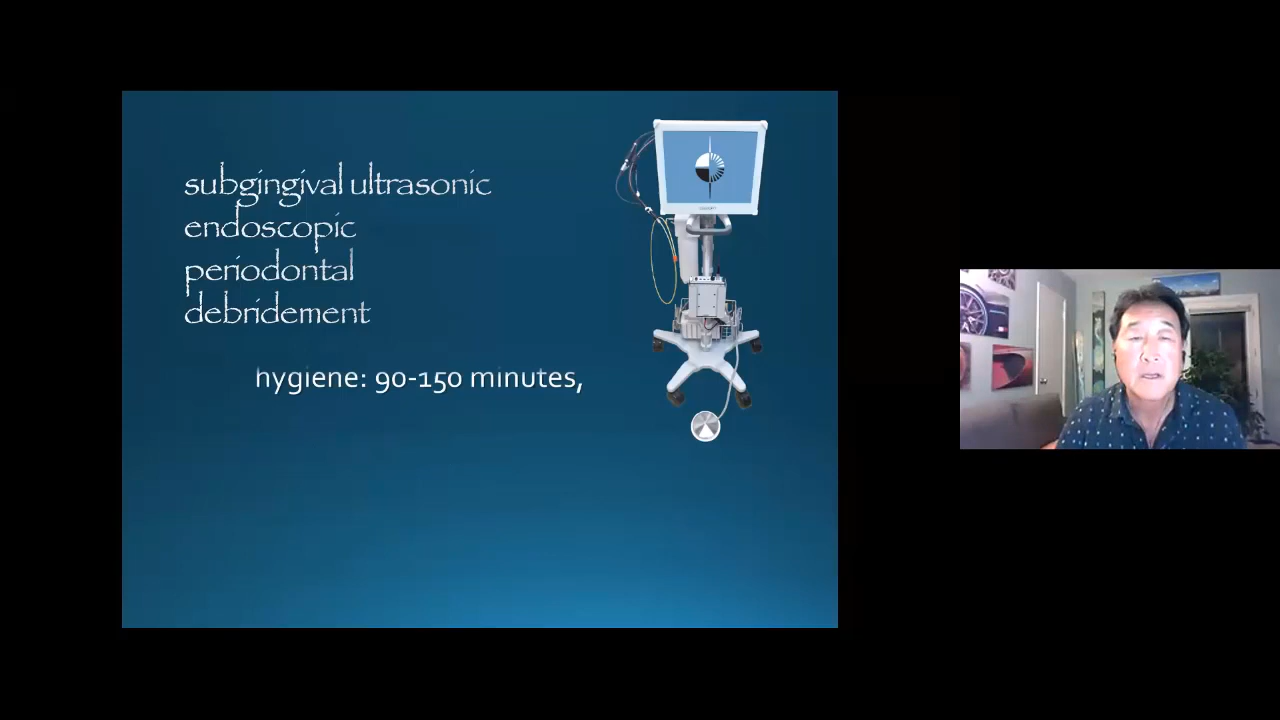 subgingival ultrasonic
endoscopic
periodontal
debridement
hygiene: 90-150 minutes,